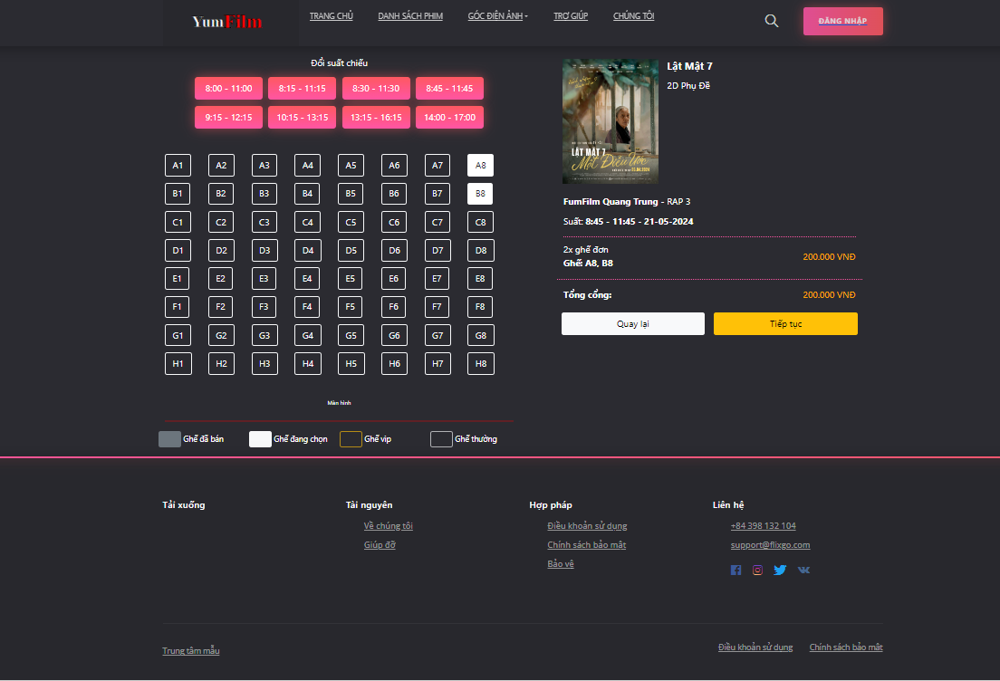 YumFilm
TRANG CHỦ
DANH SÁCH PHIM
GÓC ĐIỆN ẢNH
TRỢ GIÚP
CHÚNG TÔI
ĐĂNG NHẬP
Đổi suất chiếu
8:00 - 11:00 8:15 - 11:15 8:30 - 11:30 8:45 - 11:45
9:15 - 12:15 10:15 - 13:15 13:15 - 16:15 14:00 - 17:00
A1 A2 A3 A4 A5 A6 A7 A8
B1 B2 B3 B4 B5 B6 B7 B8
C1 C2 C3 C4 C5 C6 C7 C8
D1 D2 D3 D4 D5 D6 D7 D8
E1 E2 E3 E4 E5 E6 E7 E8
F1 F2 F3 F4 F5 F6 F7 F8
G1 G2 G3 G4 G5 G6 G7 G8
H1 H2 H3 H4 H5 H6 H7 H8
Màn hình
Ghế đã bán Ghế đang chọn Ghế vip Ghế thường
LẬT MẶT 7
Một Điều Ước
Lật Mặt 7
2D Phụ Đề
FumFilm Quang Trung - RAP 3
Suất: 8:45 - 11:45 - 21-05-2024
2x ghế đơn
Ghế: A8, B8
200.000 VNĐ
Tổng cổng:
200.000 VNĐ
Quay lại
Tiếp tục
Tải xuống
Tài nguyên
Về chúng tôi
Giúp đỡ
Hợp pháp
Điều khoản sử dụng
Chính sách bảo mật
Bảo vệ
Liên hệ
+84 398 132 104
support@flixgo.com
Trung tâm mẫu
Điều khoản sử dụng
Chính sách bảo mật